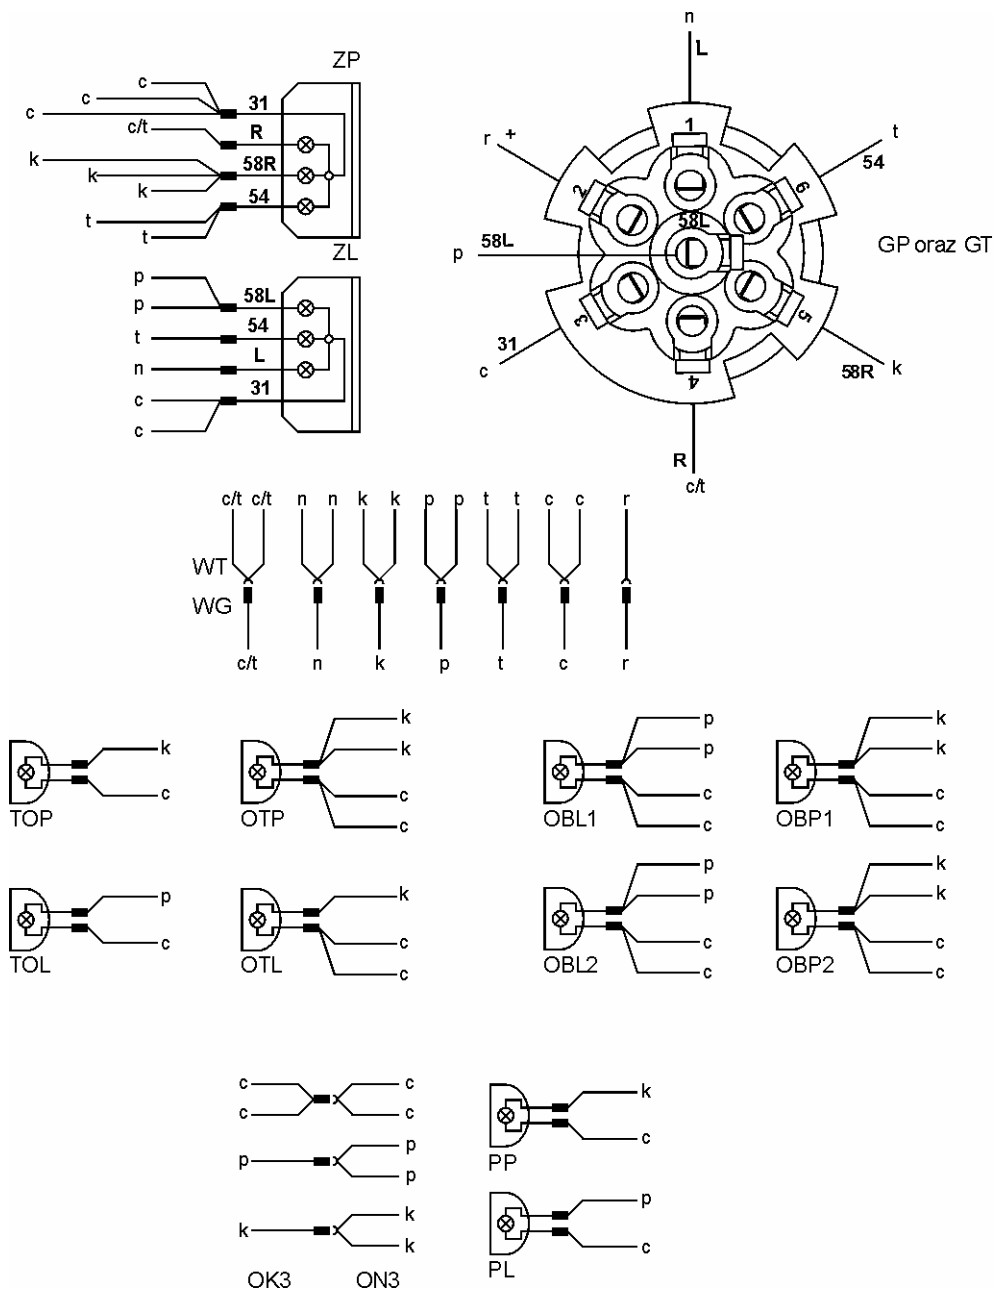 ZP
c
c 31
c
c/t R
k 58R
k
k
t 54
t
ZL
p 58L
p
t 54
n L
c 31
c
n
L
r +
t
54
1
2
6
58L
p 58L
GP oraz GT
3
5
4
31
c
58R k
R
c/t
c/t c/t n n k k p p t t c c r
WT
WG
c/t n k p t c r
k
c
TOP
k
k
c
c
OTP
p
p
c
c
OBL1
k
k
c
c
OBP1
p
c
TOL
k
c
c
OTL
p
p
c
c
OBL2
k
k
c
c
OBP2
c c
c c
p p
p
k k
k
OK3 ON3
k
c
PP
p
c
PL